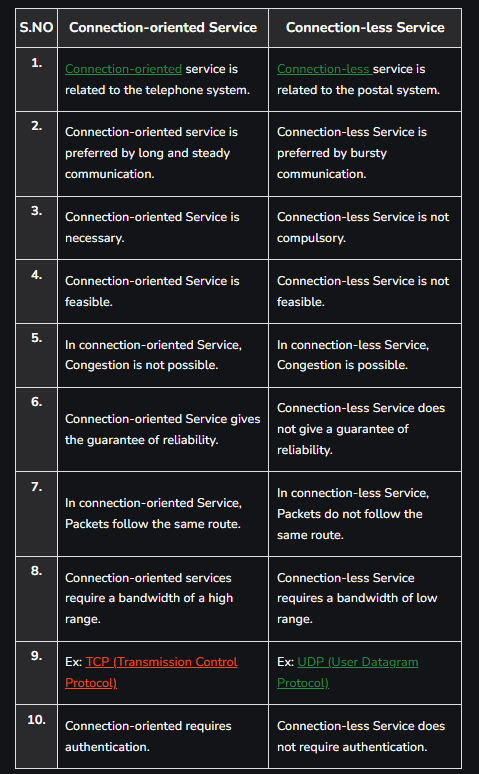 S.NO Connection-oriented Service Connection-less Service
1.
Connection-oriented service is
related to the telephone system.
Connection-less service is
related to the postal system.
2.
Connection-oriented service is
preferred by long and steady
communication.
Connection-less Service is
preferred by bursty
communication.
3.
Connection-oriented Service is
necessary.
Connection-less Service is not
compulsory.
4.
Connection-oriented Service is
feasible.
Connection-less Service is not
feasible.
5.
In connection-oriented Service,
Congestion is not possible.
In connection-less Service,
Congestion is possible.
6.
Connection-oriented Service gives
the guarantee of reliability.
Connection-less Service does
not give a guarantee of
reliability.
7.
In connection-oriented Service,
Packets follow the same route.
In connection-less Service,
Packets do not follow the
same route.
8.
Connection-oriented services
require a bandwidth of a high
range.
Connection-less Service
requires a bandwidth of low
range.
9.
Ex: TCP (Transmission Control
Protocol)
Ex: UDP (User Datagram
Protocol)
10.
Connection-oriented requires
authentication.
Connection-less Service does
not require authentication.